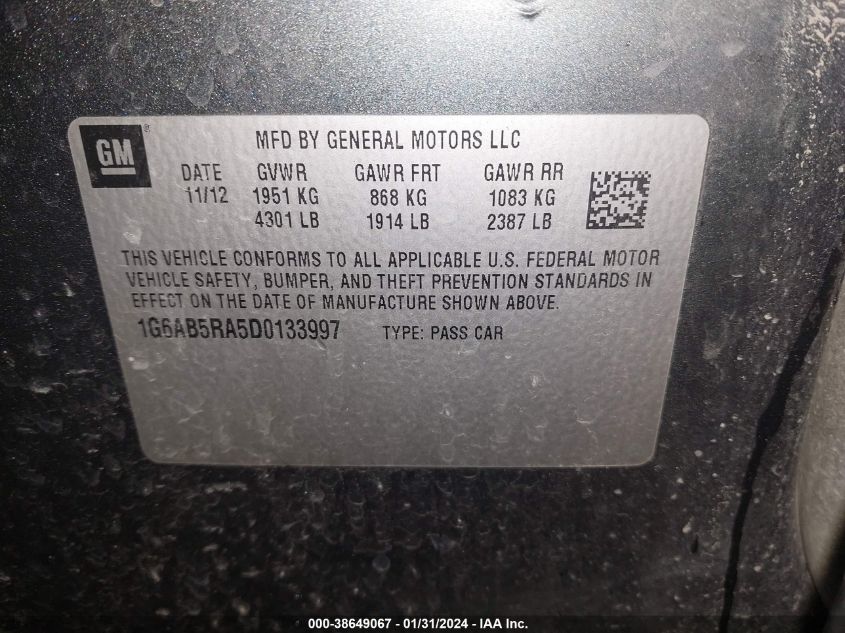 GM ®
MFD BY GENERAL MOTORS LLC
DATE GVWR GAWR FRT GAWR RR
11/12 1951 KG 868 KG 1083 KG
4301 LB 1914 LB 2387 LB
THIS VEHICLE CONFORMS TO ALL APPLICABLE U.S. FEDERAL MOTOR
VEHICLE SAFETY, BUMPER, AND THEFT PREVENTION STANDARDS IN
EFFECT ON THE DATE OF MANUFACTURE SHOWN ABOVE.
1G6AB5RA5D0133997 TYPE: PASS CAR
000-38649067 - 01/31/2024 - IAA Inc.